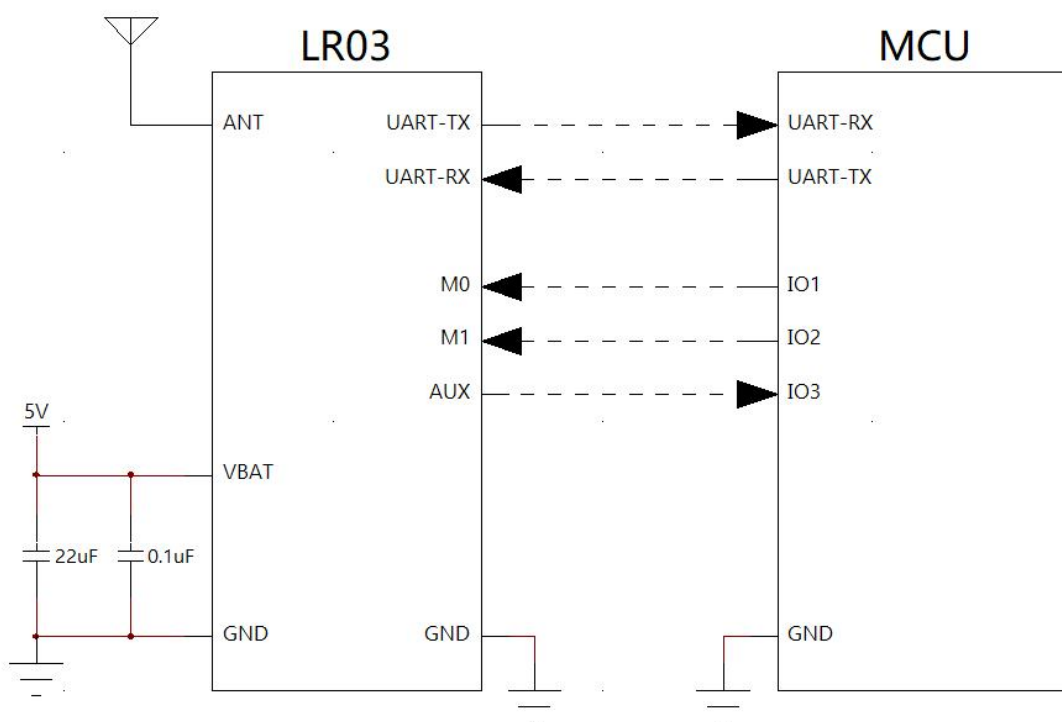 LR03
MCU
ANT
UART-TX
UART-RX
UART-RX
UART-TX
M0
IO1
M1
IO2
AUX
IO3
5V
VBAT
22uF
0.1uF
GND
GND
GND